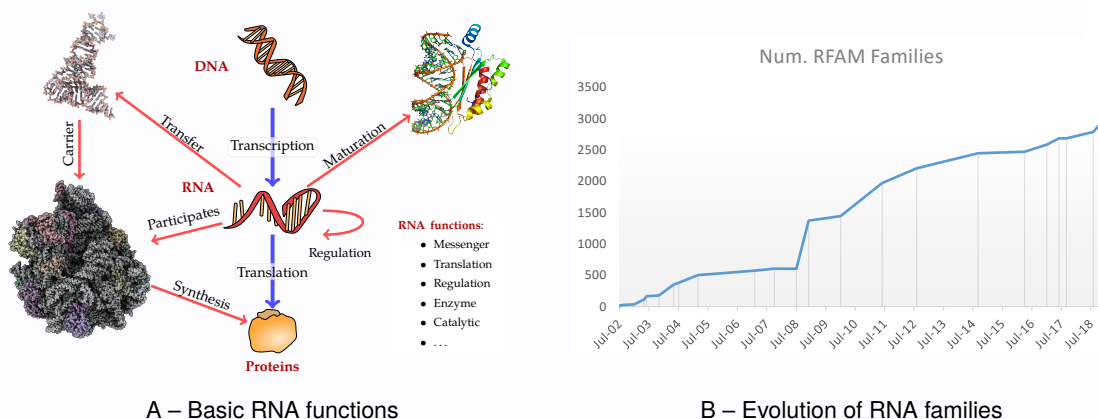 DNA
Transfer
Carrier
Transcription
Maturation
RNA
Participates
Regulation
Translation
Synthesis
Proteins
RNA functions:
• Messenger
• Translation
• Regulation
• Enzyme
• Catalytic
• . . .
A – Basic RNA functions
Num. RFAM Families
3500
3000
2500
2000
1500
1000
500
0
Jul-02
Jul-03
Jul-04
Jul-05
Jul-06
Jul-07
Jul-08
Jul-09
Jul-10
Jul-11
Jul-12
Jul-13
Jul-14
Jul-15
Jul-16
Jul-17
Jul-18
B – Evolution of RNA families